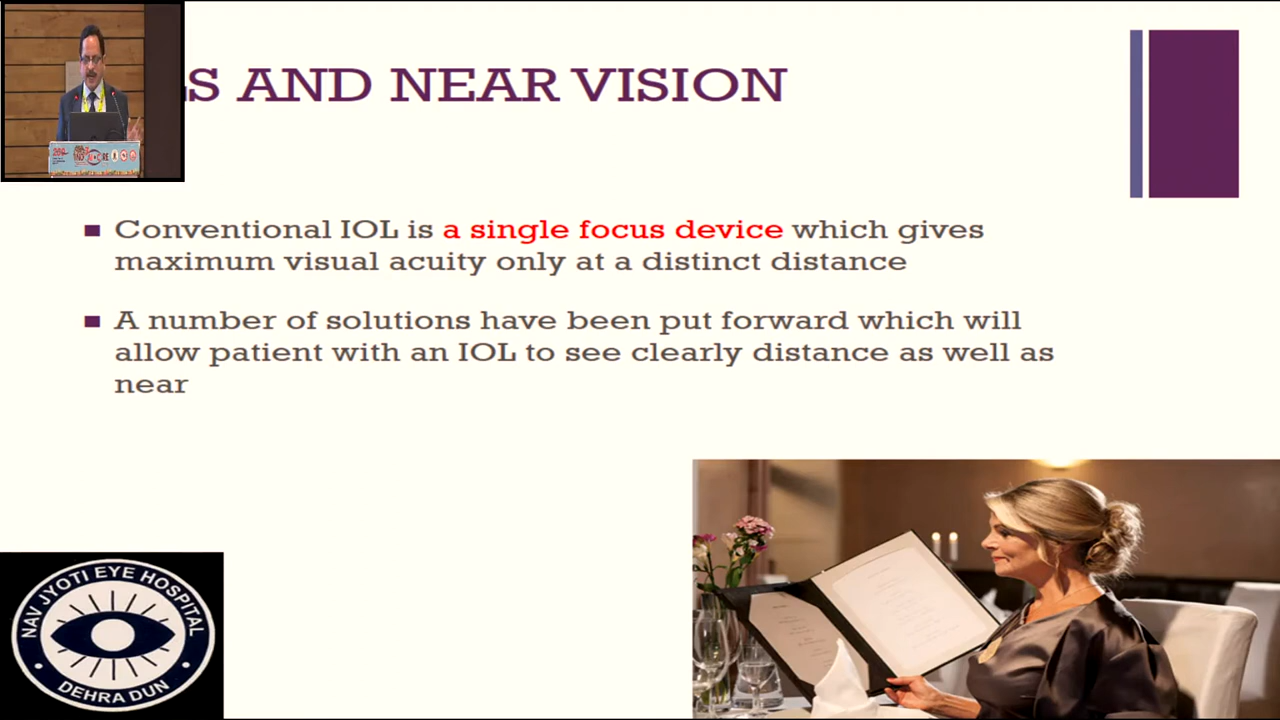 S AND NEAR VISION
Conventional IOL is a single focus device which gives
maximum visual acuity only at a distinct distance
A number of solutions have been put forward which will
allow patient with an IOL to see clearly distance as well as
near
NAV JYOTI EYE HOSPITAL
DEHRA DUN